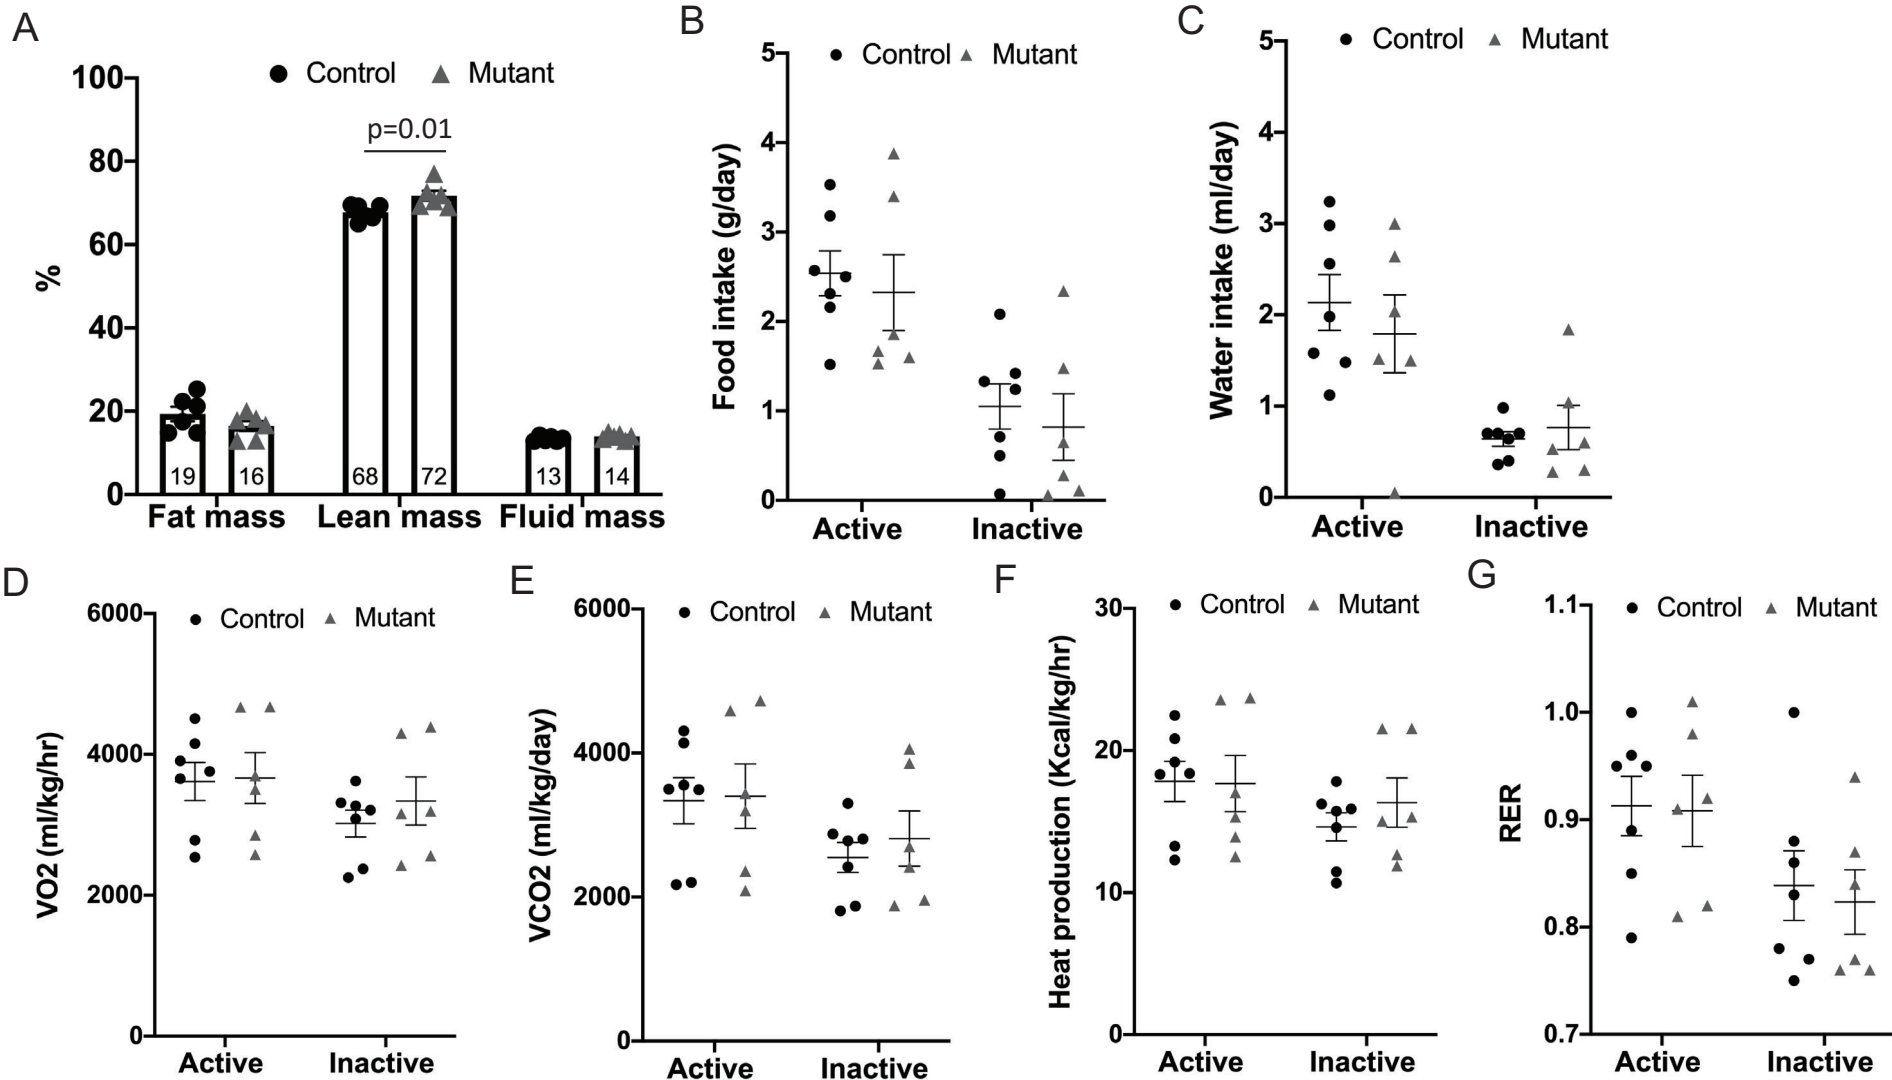 A
Control
Mutant
p=0.01
%
100
80
60
40
20
0
19
16
68
72
13
14
Fat mass
Lean mass
Fluid mass
B
Control
Mutant
Food intake (g/day)
5
4
3
2
1
0
Active
Inactive
C
Control
Mutant
Water intake (ml/day)
5
4
3
2
1
0
Active
Inactive
D
Control
Mutant
VO2 (ml/kg/hr)
6000
4000
2000
0
Active
Inactive
E
Control
Mutant
VCO2 (ml/kg/day)
6000
4000
2000
0
Active
Inactive
F
Control
Mutant
Heat production (Kcal/kg/hr)
30
20
10
0
Active
Inactive
G
Control
Mutant
RER
1.1
1.0
0.9
0.8
0.7
Active
Inactive